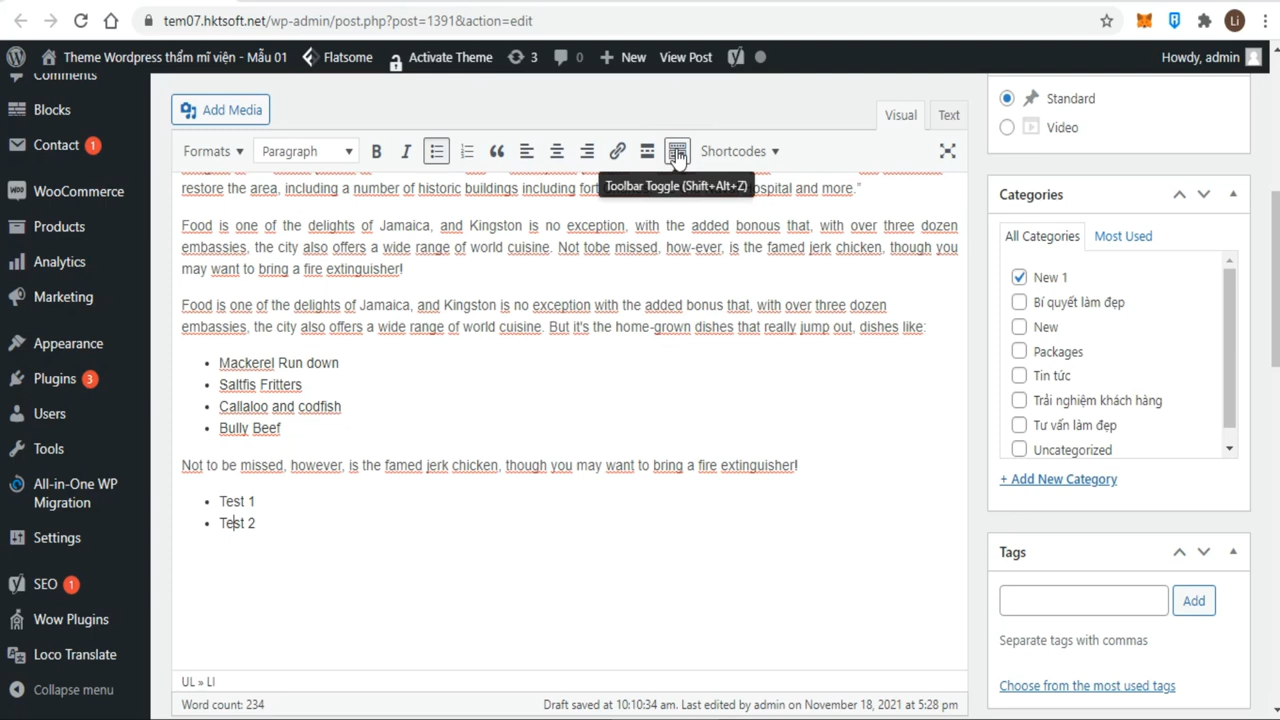 tem07.hktsoft.net/wp-admin/post.php?post=1391&action=edit
Li
Theme Wordpress thẩm mĩ viện - Mẫu 01
Flatsome
Activate Theme
3
0
New
View Post
Howdy, admin
Comments
Blocks
Contact 1
WooCommerce
Products
Analytics
Marketing
Appearance
Plugins 3
Users
Tools
All-in-One WP
Migration
Settings
SEO 1
Wow Plugins
Loco Translate
Collapse menu
Add Media
Visual
Text
Formats
Paragraph
B
I
Shortcodes
Toolbar Toggle (Shift+Alt+Z)
restore the area, including a number of historic buildings including
spital and more.”
Food is one of the delights of Jamaica, and Kingston is no exception, with the added bonous that, with over three dozen
embassies, the city also offers a wide range of world cuisine. Not tobe missed, how-ever, is the famed jerk chicken, though you
may want to bring a fire extinguisher!
Food is one of the delights of Jamaica, and Kingston is no exception with the added bonus that, with over three dozen
embassies, the city also offers a wide range of world cuisine. But it's the home-grown dishes that really jump out, dishes like:
• Mackerel Run down
• Saltfis Fritters
• Callaloo and codfish
• Bully Beef
Not to be missed, however, is the famed jerk chicken, though you may want to bring a fire extinguisher!
• Test 1
• Test 2
UL » LI
Word count: 234
Draft saved at 10:10:34 am. Last edited by admin on November 18, 2021 at 5:28 pm
Standard
Video
Categories
All Categories
Most Used
New 1
Bí quyết làm đẹp
New
Packages
Tin tức
Trải nghiệm khách hàng
Tư vấn làm đẹp
Uncategorized
+ Add New Category
Tags
Add
Separate tags with commas
Choose from the most used tags